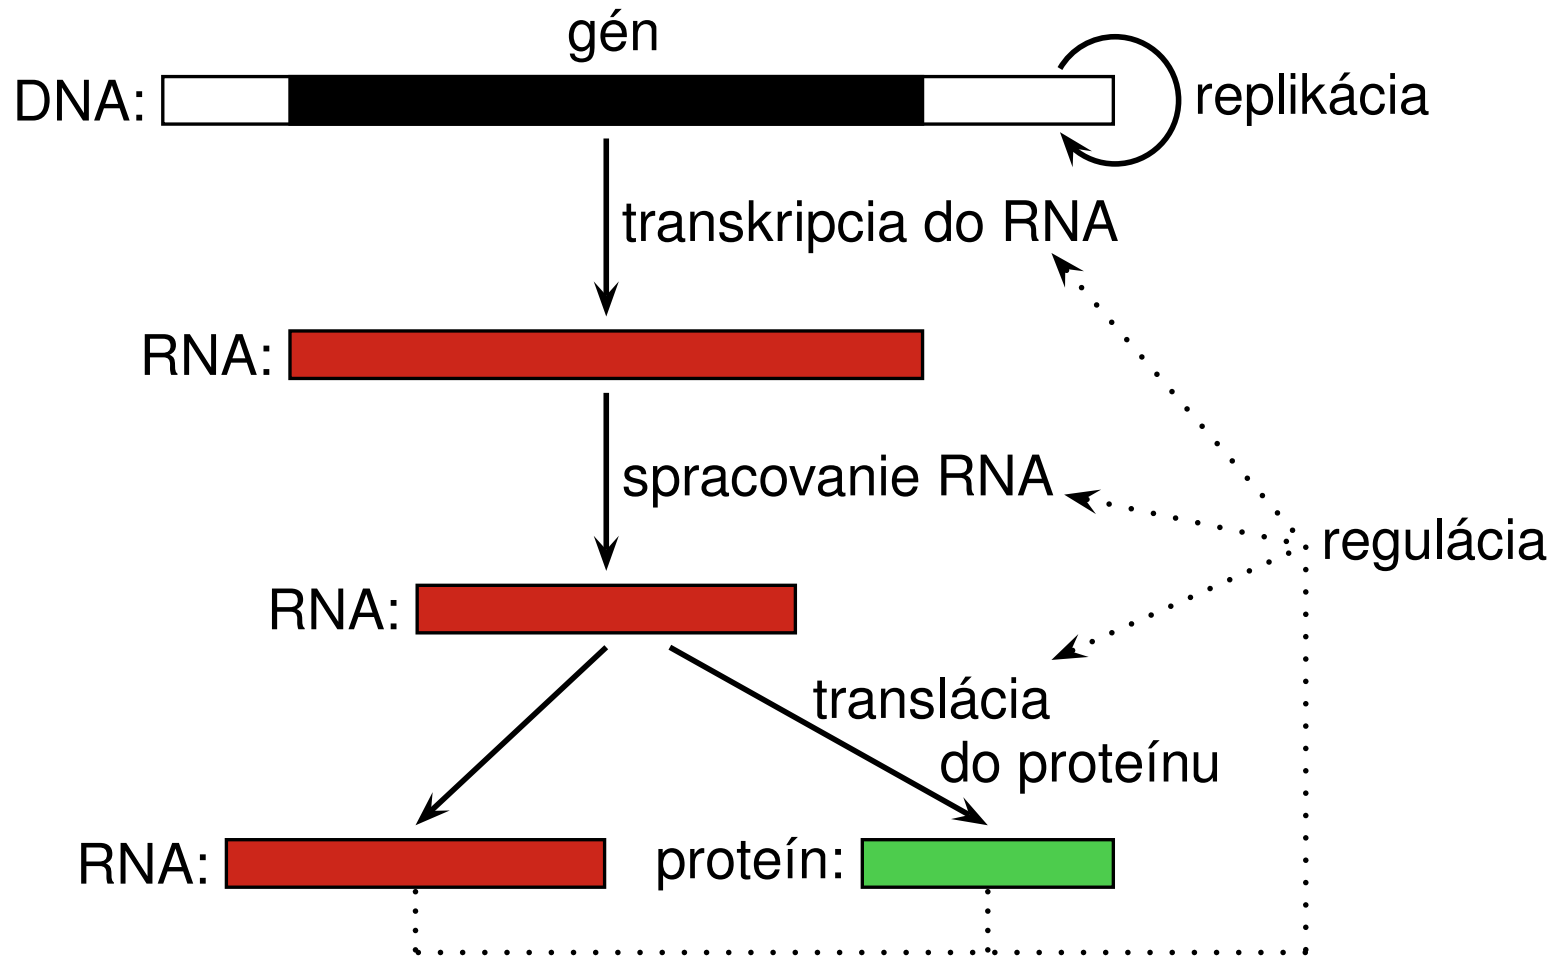 gén
DNA:
replikácia
transkripcia do RNA
RNA:
spracovanie RNA
regulácia
RNA:
translácia
do proteínu
RNA:
proteín: